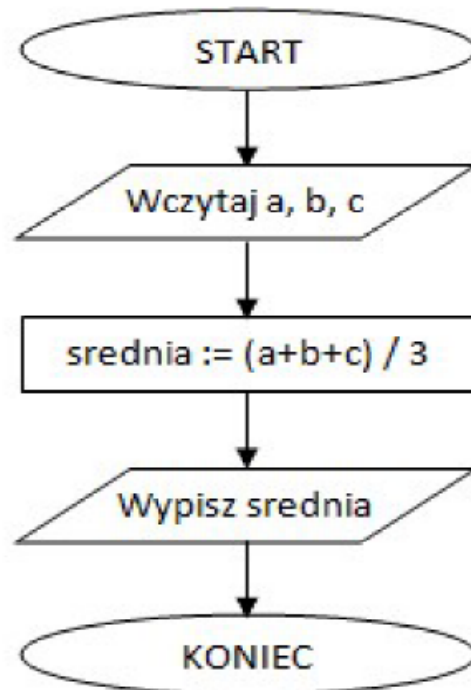 START
Wczytaj a, b, c
srednia := (a+b+c) / 3
Wypisz srednia
KONIEC